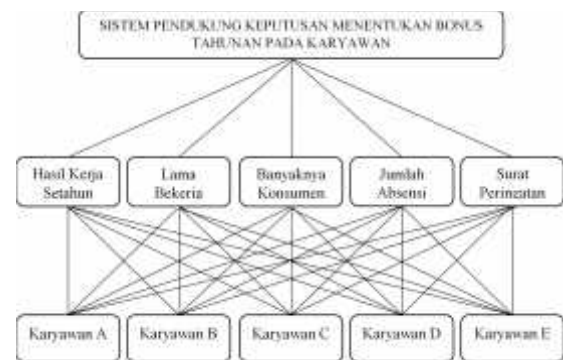 SISTEM PENDUKUNG KEPUTUSAN MENENTUKAN BONUS
TAHUNAN PADA KARYAWAN
Hasil Kerja
Setahun
Lama
Bekerja
Banyaknya
Konsumen
Jumlah
Absensi
Surat
Peringatan
Karyawan A
Karyawan B
Karyawan C
Karyawan D
Karyawan E